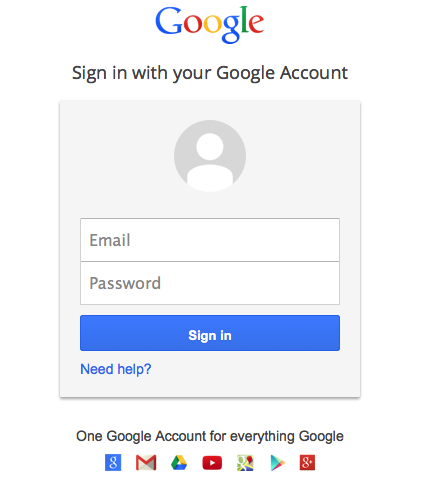 Google
Sign in with your Google Account
Email
Password
Sign in
Need help?
One Google Account for everything Google